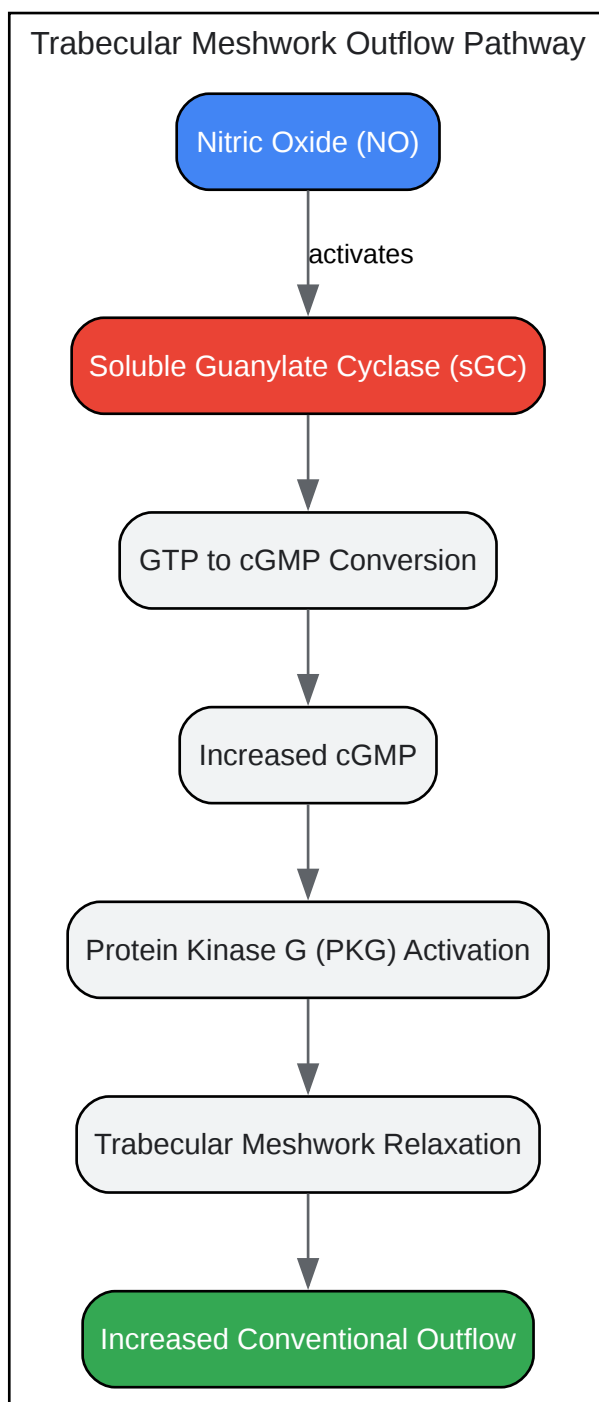 Trabecular Meshwork Outflow Pathway
Nitric Oxide (NO)
activates
Soluble Guanylate Cyclase (sGC)
GTP to cGMP Conversion
Increased cGMP
Protein Kinase G (PKG) Activation
Trabecular Meshwork Relaxation
Increased Conventional Outflow